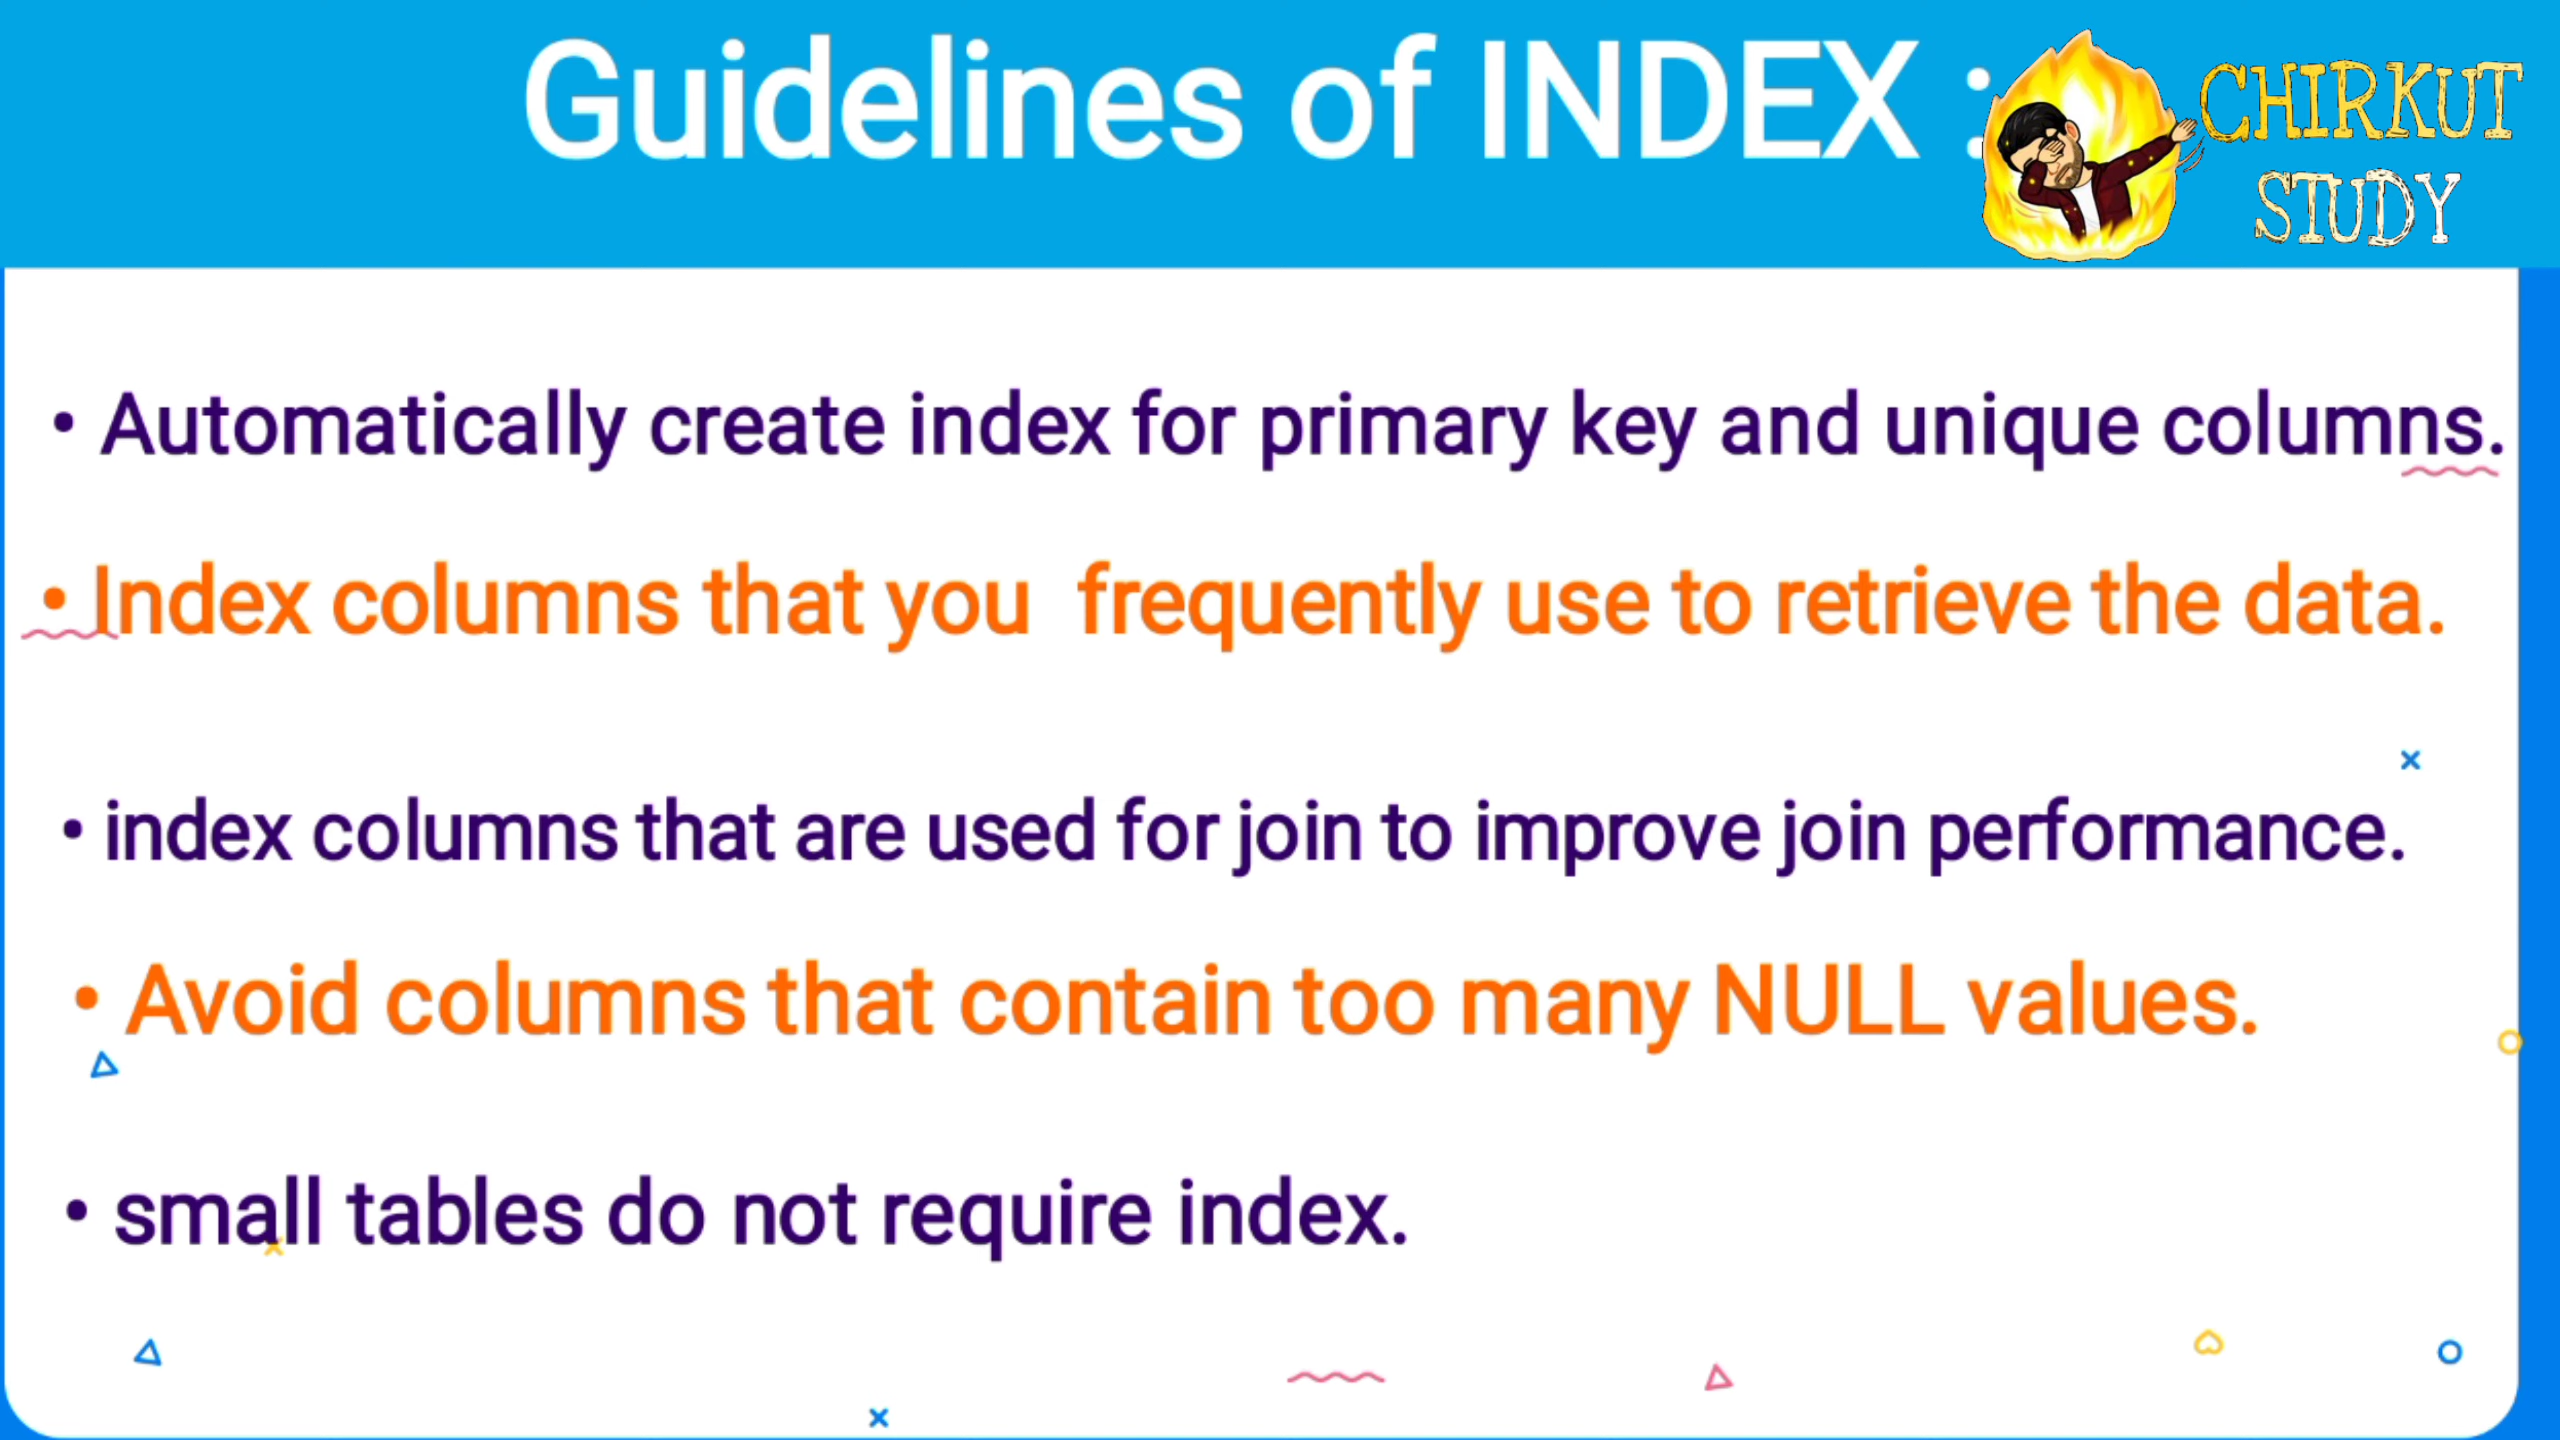 Guidelines of INDEX :
CHIRKUT
STUDY
• Automatically create index for primary key and unique columns.
• Index columns that you frequently use to retrieve the data.
• index columns that are used for join to improve join performance.
• Avoid columns that contain too many NULL values.
• small tables do not require index.